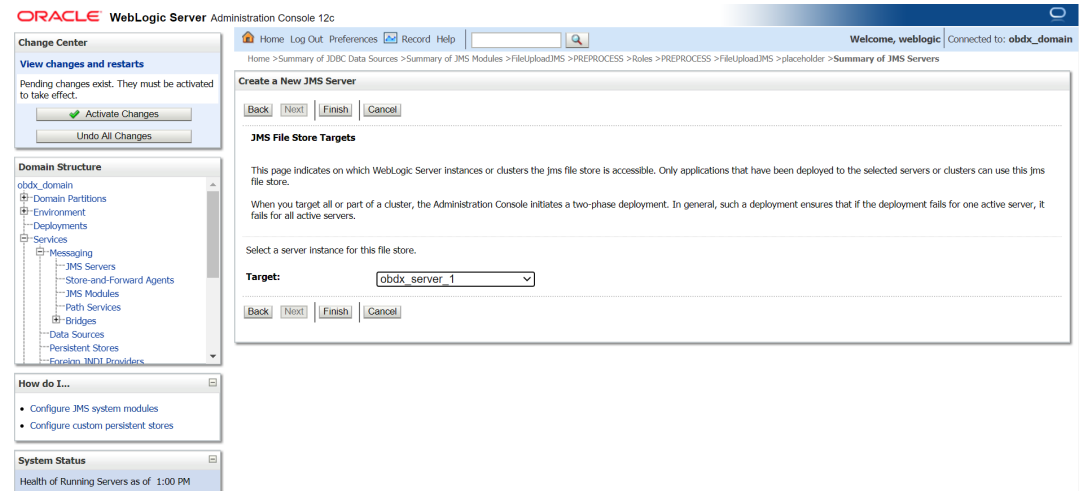 ORACLE WebLogic Server Administration Console 12c
Change Center
View changes and restarts
Pending changes exist. They must be activated
to take effect.
Activate Changes
Undo All Changes
Domain Structure
obdx_domain
Domain Partitions
Environment
Deployments
Services
Messaging
JMS Servers
Store-and-Forward Agents
JMS Modules
Path Services
Bridges
Data Sources
Persistent Stores
Foreign JNDI Providers
How do I...
Configure JMS system modules
Configure custom persistent stores
System Status
Health of Running Servers as of 1:00 PM
Home Log Out Preferences Record Help
Welcome, weblogic Connected to: obdx_domain
Home >Summary of JDBC Data Sources >Summary of JMS Modules >FileUploadJMS >PREPROCESS >Roles >PREPROCESS >FileUploadJMS >placeholder >Summary of JMS Servers
Create a New JMS Server
Back Next Finish Cancel
JMS File Store Targets
This page indicates on which WebLogic Server instances or clusters the jms file store is accessible. Only applications that have been deployed to the selected servers or clusters can use this jms
file store.
When you target all or part of a cluster, the Administration Console initiates a two-phase deployment. In general, such a deployment ensures that if the deployment fails for one active server, it
fails for all active servers.
Select a server instance for this file store.
Target: obdx_server_1
Back Next Finish Cancel